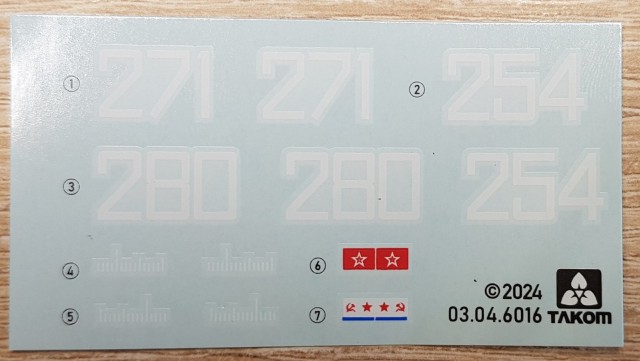 ① 271 271 ② 254
③ 280 280 254
④ ⑥
⑤ ⑦
©2024
03.04.6016 TAKOM